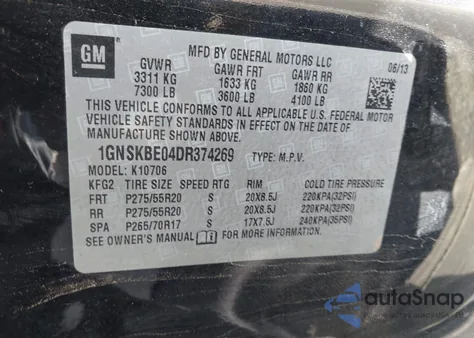 GM
MFD BY GENERAL MOTORS LLC
06/13
GVWR GAWR FRT GAWR RR
3311 KG 1633 KG 1860 KG
7300 LB 3600 LB 4100 LB
THIS VEHICLE CONFORMS TO ALL APPLICABLE U.S. FEDERAL MOTOR
VEHICLE SAFETY STANDARDS IN EFFECT ON THE DATE OF
MANUFACTURE SHOWN ABOVE.
1GNSKBE04DR374269 TYPE: M.P.V.
MODEL: K10706
KFG2 TIRE SIZE SPEED RTG RIM COLD TIRE PRESSURE
FRT P275/55R20 S 20X8.5J 220KPA(32PSI)
RR P275/55R20 S 20X8.5J 220KPA(32PSI)
SPA P265/70R17 S 17X7.5J 240KPA(35PSI)
SEE OWNER'S MANUAL FOR MORE INFORMATION.
autoSnap